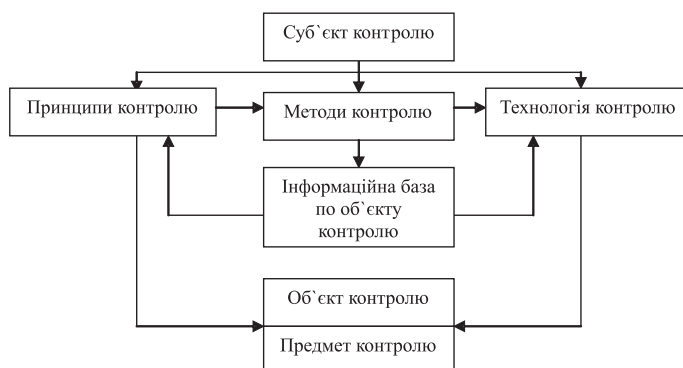 Суб`єкт контролю
Принципи контролю
Методи контролю
Технологія контролю
Інформаційна база
по об`єкту
контролю
Об`єкт контролю
Предмет контролю